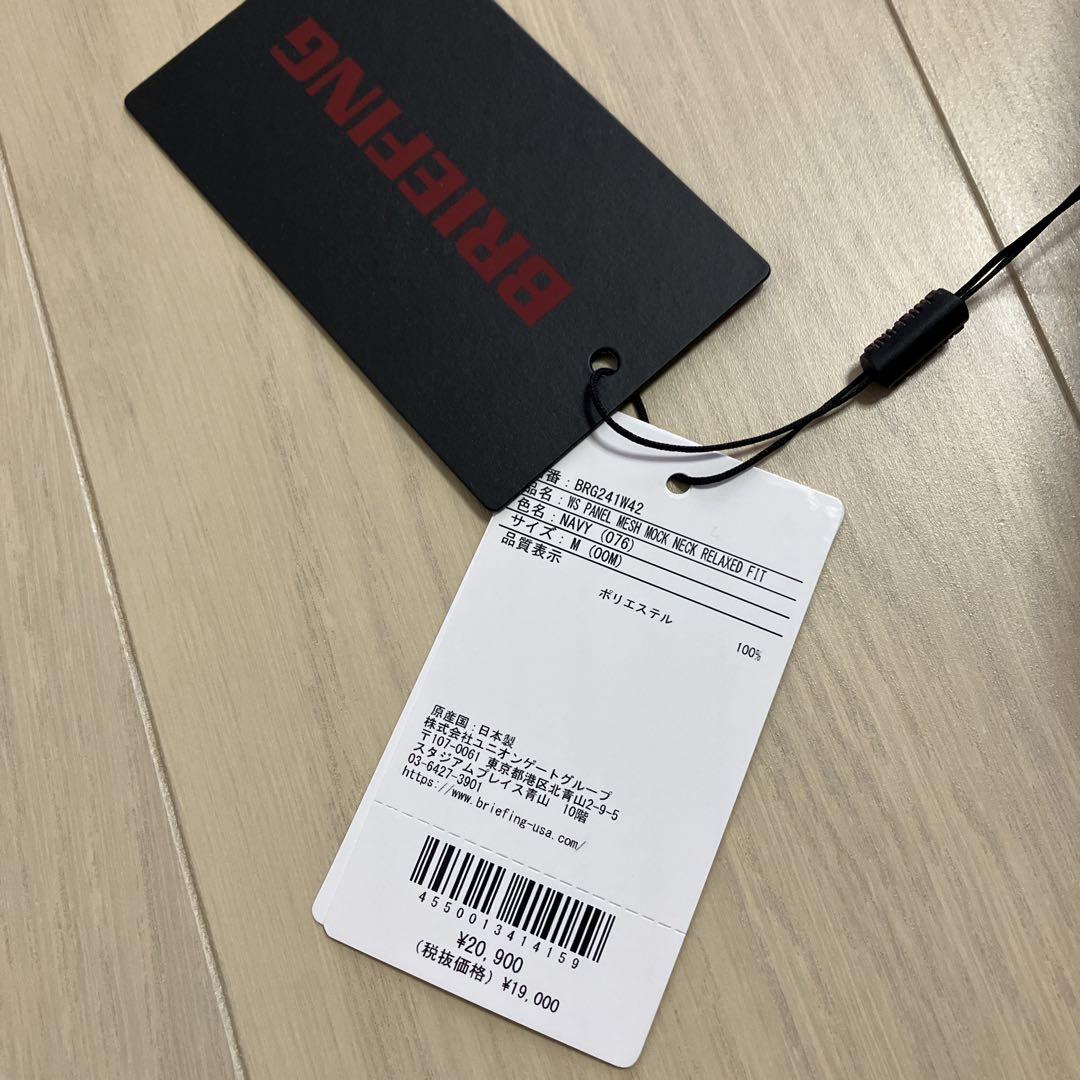 BRIEFING
番:BRG241W42
品名:WS PANEL MESH MOCK NECK RELAXED FIT
色名:NAVY (076)
サイズ:M (00M)
品質表示
ポリエステル
100%
原産国:日本製
株式会社ユニオンゲートグループ
〒107-0061 東京都港区北青山2-9-5
スタジアムプレイス青山 10階
03-6427-3901
https://www.briefing-usa.com/
4550013414159
¥20,900
(税抜価格) ¥19,000